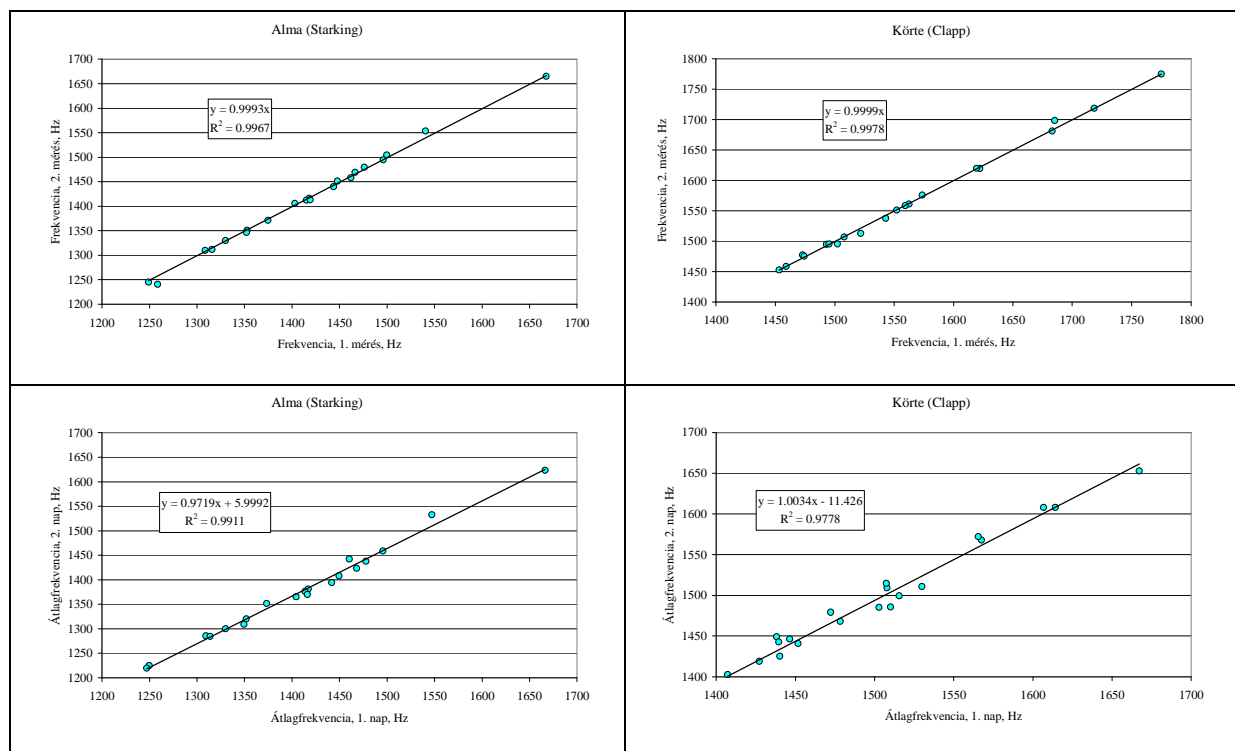 Alma (Starking)
1700
1650
1600
1550
1500
1450
1400
1350
1300
1250
1200
Frekvencia, 2. mérés, Hz
y = 0.9993x
R² = 0.9967
1200 1250 1300 1350 1400 1450 1500 1550 1600 1650 1700
Frekvencia, 1. mérés, Hz
Körte (Clapp)
1800
1750
1700
1650
1600
1550
1500
1450
1400
Frekvencia, 2. mérés, Hz
y = 0.9999x
R² = 0.9978
1400 1450 1500 1550 1600 1650 1700 1750 1800
Frekvencia, 1. mérés, Hz
Alma (Starking)
1700
1650
1600
1550
1500
1450
1400
1350
1300
1250
1200
Átlagfrekvencia, 2. nap, Hz
y = 0.9719x + 5.9992
R² = 0.9911
1200 1250 1300 1350 1400 1450 1500 1550 1600 1650 1700
Átlagfrekvencia, 1. nap, Hz
Körte (Clapp)
1700
1650
1600
1550
1500
1450
1400
Átlagfrekvencia, 2. nap, Hz
y = 1.0034x - 11.426
R² = 0.9778
1400 1450 1500 1550 1600 1650 1700
Átlagfrekvencia, 1. nap, Hz